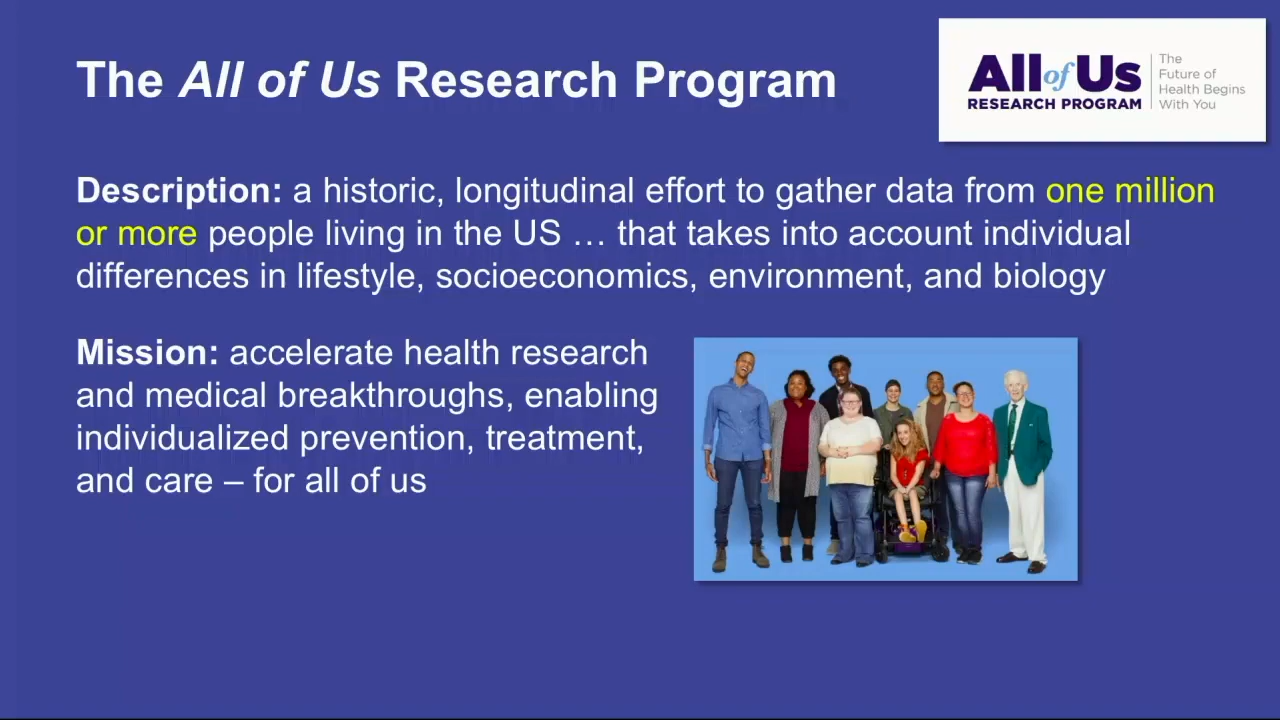 The All of Us Research Program
All of Us
RESEARCH PROGRAM
The
Future of
Health Begins
With You
Description: a historic, longitudinal effort to gather data from one million
or more people living in the US … that takes into account individual
differences in lifestyle, socioeconomics, environment, and biology
Mission: accelerate health research
and medical breakthroughs, enabling
individualized prevention, treatment,
and care – for all of us